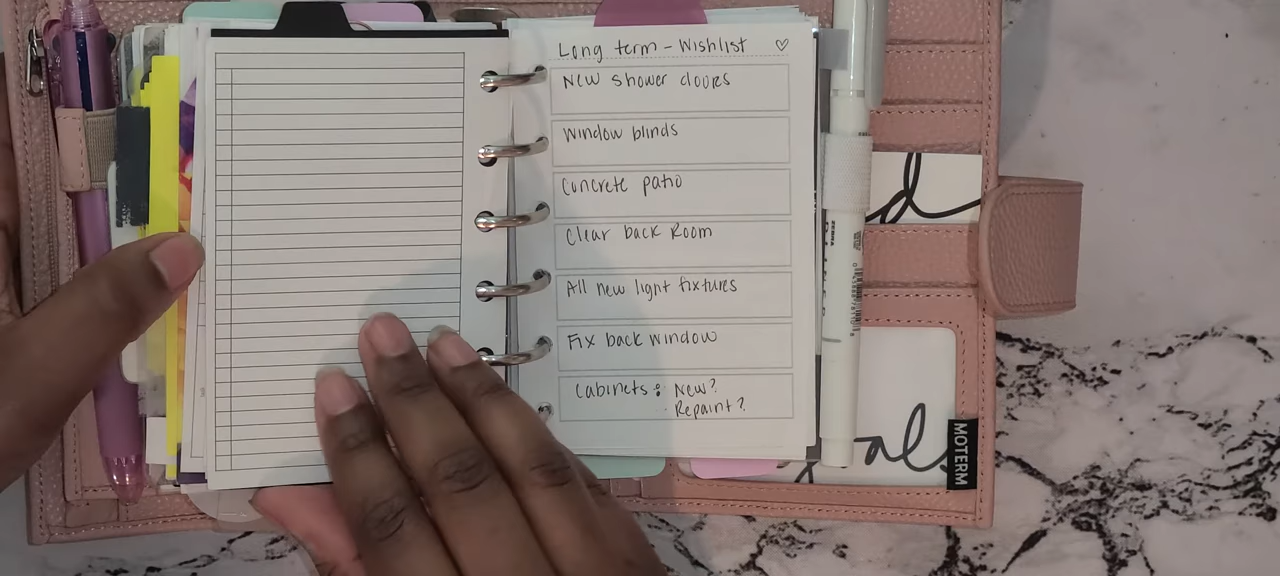 Long term - Wishlist ♡
New shower doors
Window blinds
Concrete patio
Clear back Room
All new light fixtures
Fix back window
Cabinets: New?
Repaint?
ZEBRA
MOTERM